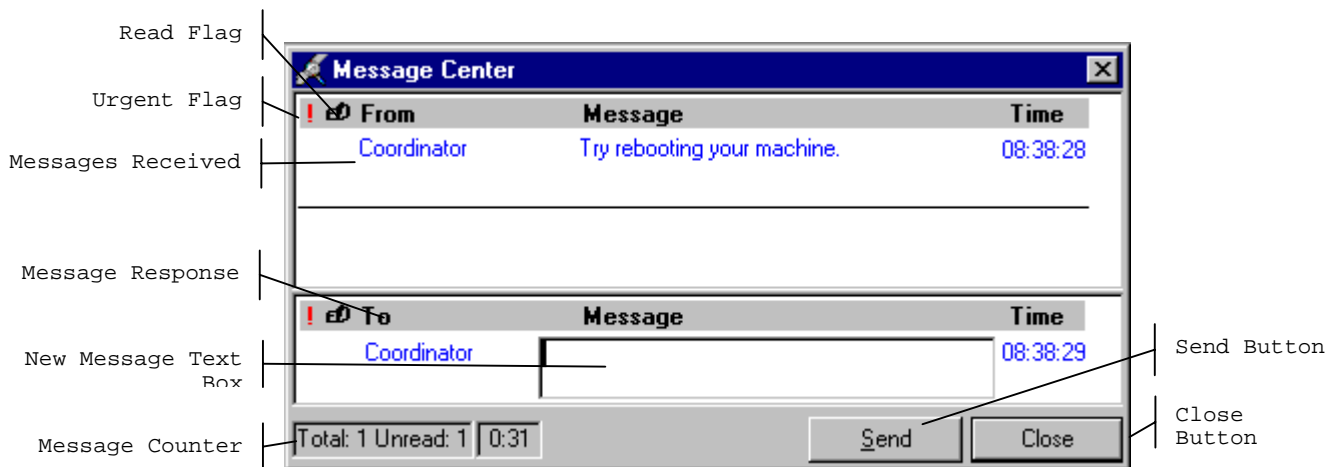 Read Flag
Message Center
Urgent Flag
! From Message Time
Messages Received
Coordinator Try rebooting your machine. 08:38:28
Message Response
! To Message Time
New Message Text
Box
Coordinator 08:38:29
Send Button
Message Counter
Total: 1 Unread: 1 0:31
Send Close
Close
Button